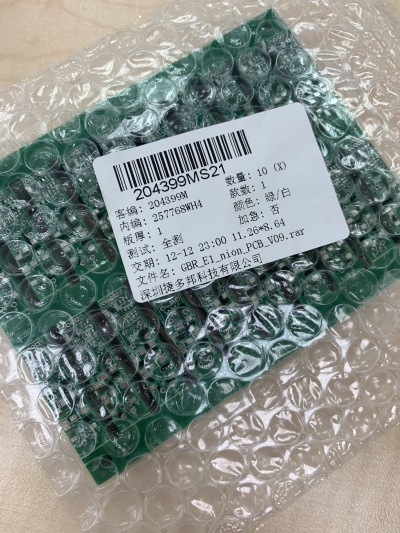 204399MS21
客编: 204399M 数量: 10 (X)
内编: 257768WH4 款数: 1
板厚: 1 颜色: 绿/白
测试: 全测 加急: 否
交期: 12-12 23:00 11.26*8.64
文件名: GBR_E1_nion_PCB_V09.rar
深圳捷多邦科技有限公司